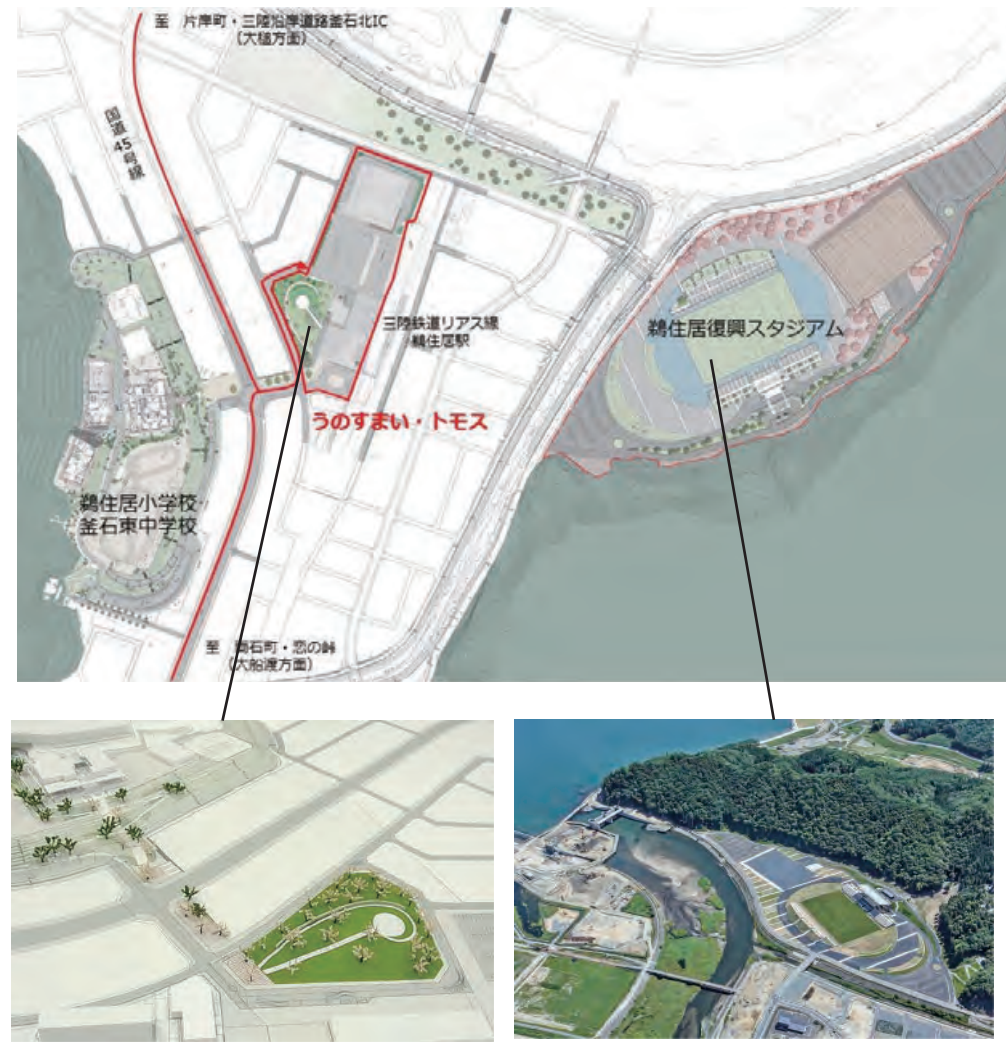 至 片岸町・三陸沿岸道路釜石北IC
（大槌方面）
国道45号線
三陸鉄道リアス線
鵜住居駅
鵜住居復興スタジアム
うのすまい・トモス
鵜住居小学校
釜石東中学校
至 両石町・恋の峠
（大船渡方面）